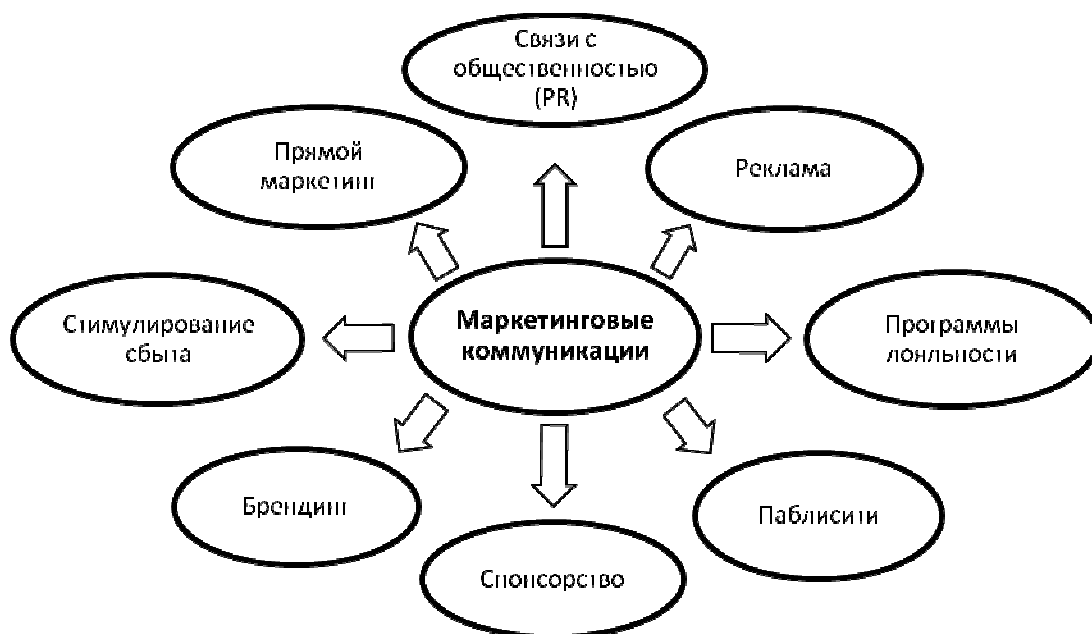 Связи с
общественностью
(PR)
Прямой
маркетинг
Реклама
Стимулирование
сбыта
Маркетинговые
коммуникации
Программы
лояльности
Брендинг
Паблисити
Спонсорство